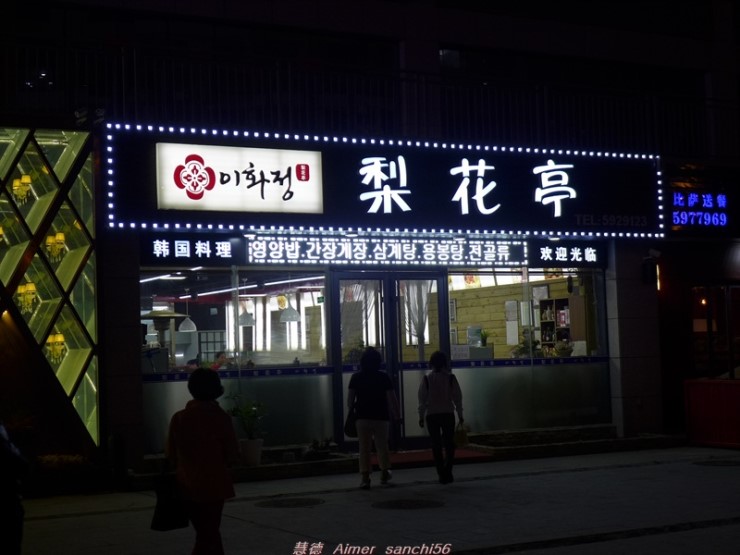 이화정
梨花亭
TEL:5929123
韩国料理
영양밥.간장게장.삼계탕.용봉탕.전골류
欢迎光临
比萨送餐
5977969
慧德 Aimer sanchi56